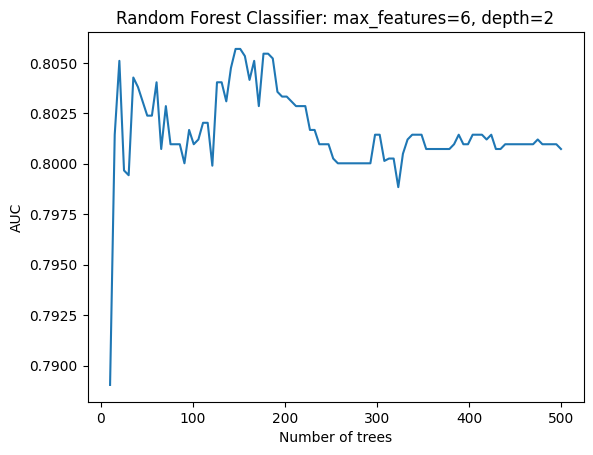 Random Forest Classifier: max_features=6, depth=2
AUC
0.8050
0.8025
0.8000
0.7975
0.7950
0.7925
0.7900
0 100 200 300 400 500
Number of trees